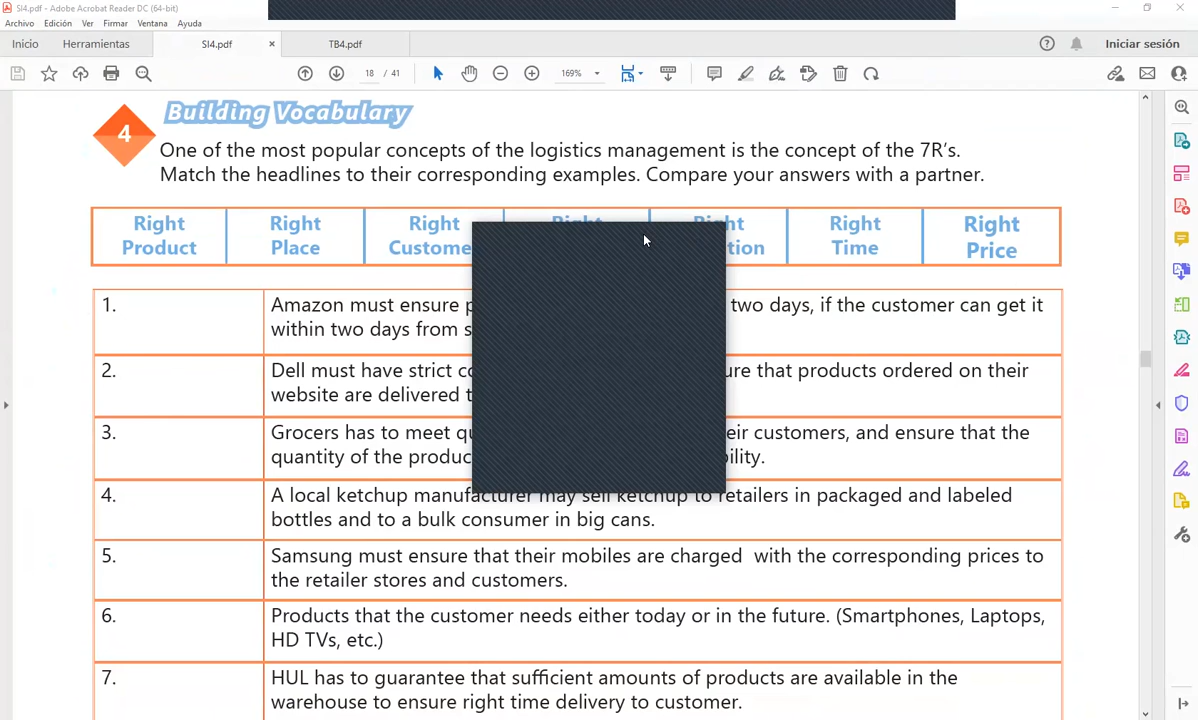 SI4.pdf - Adobe Acrobat Reader DC (64-bit)
Archivo Edición Ver Firmar Ventana Ayuda
Inicio Herramientas SI4.pdf × TB4.pdf Iniciar sesión
18 / 41 169%
4 Building Vocabulary
One of the most popular concepts of the logistics management is the concept of the 7R's.
Match the headlines to their corresponding examples. Compare your answers with a partner.
Right Right Right Right Right Right
Product Place Custome tion Time Price
1. Amazon must ensure two days, if the customer can get it
within two days from
2. Dell must have strict ure that products ordered on their
website are delivered
3. Grocers has to meet eir customers, and ensure that the
quantity of the produc bility.
4. A local ketchup manufacturer may sell ketchup to retailers in packaged and labeled
bottles and to a bulk consumer in big cans.
5. Samsung must ensure that their mobiles are charged with the corresponding prices to
the retailer stores and customers.
6. Products that the customer needs either today or in the future. (Smartphones, Laptops,
HD TVs, etc.)
7. HUL has to guarantee that sufficient amounts of products are available in the
warehouse to ensure right time delivery to customer.